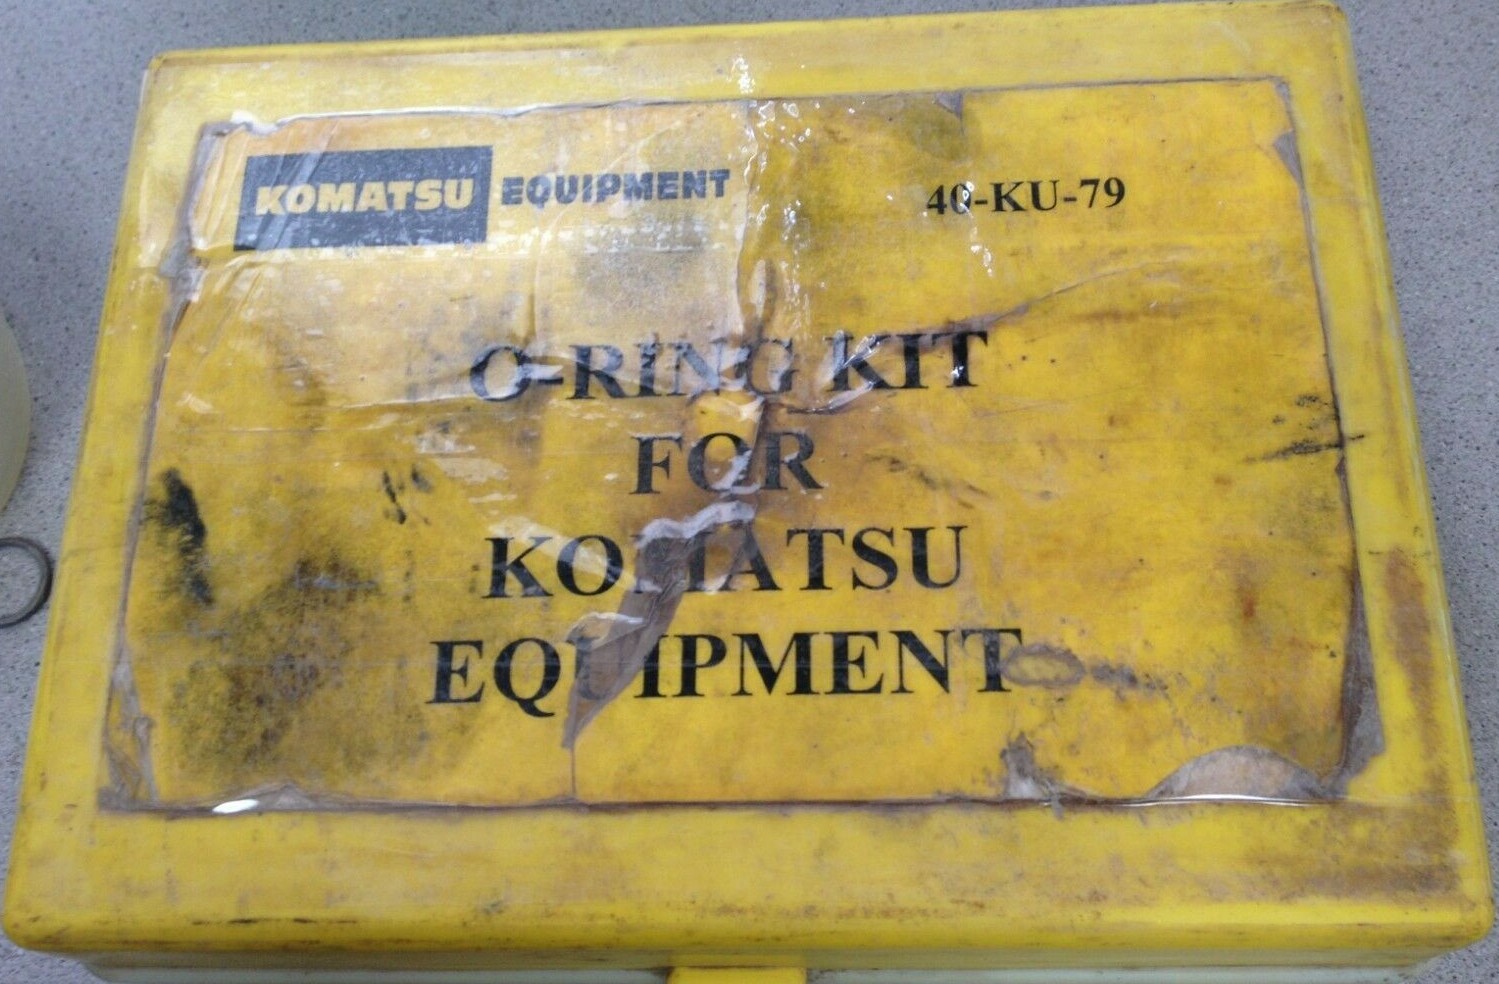 KOMATSU EQUIPMENT
40-KU-79
O-RING KIT
FOR
KOMATSU
EQUIPMENT